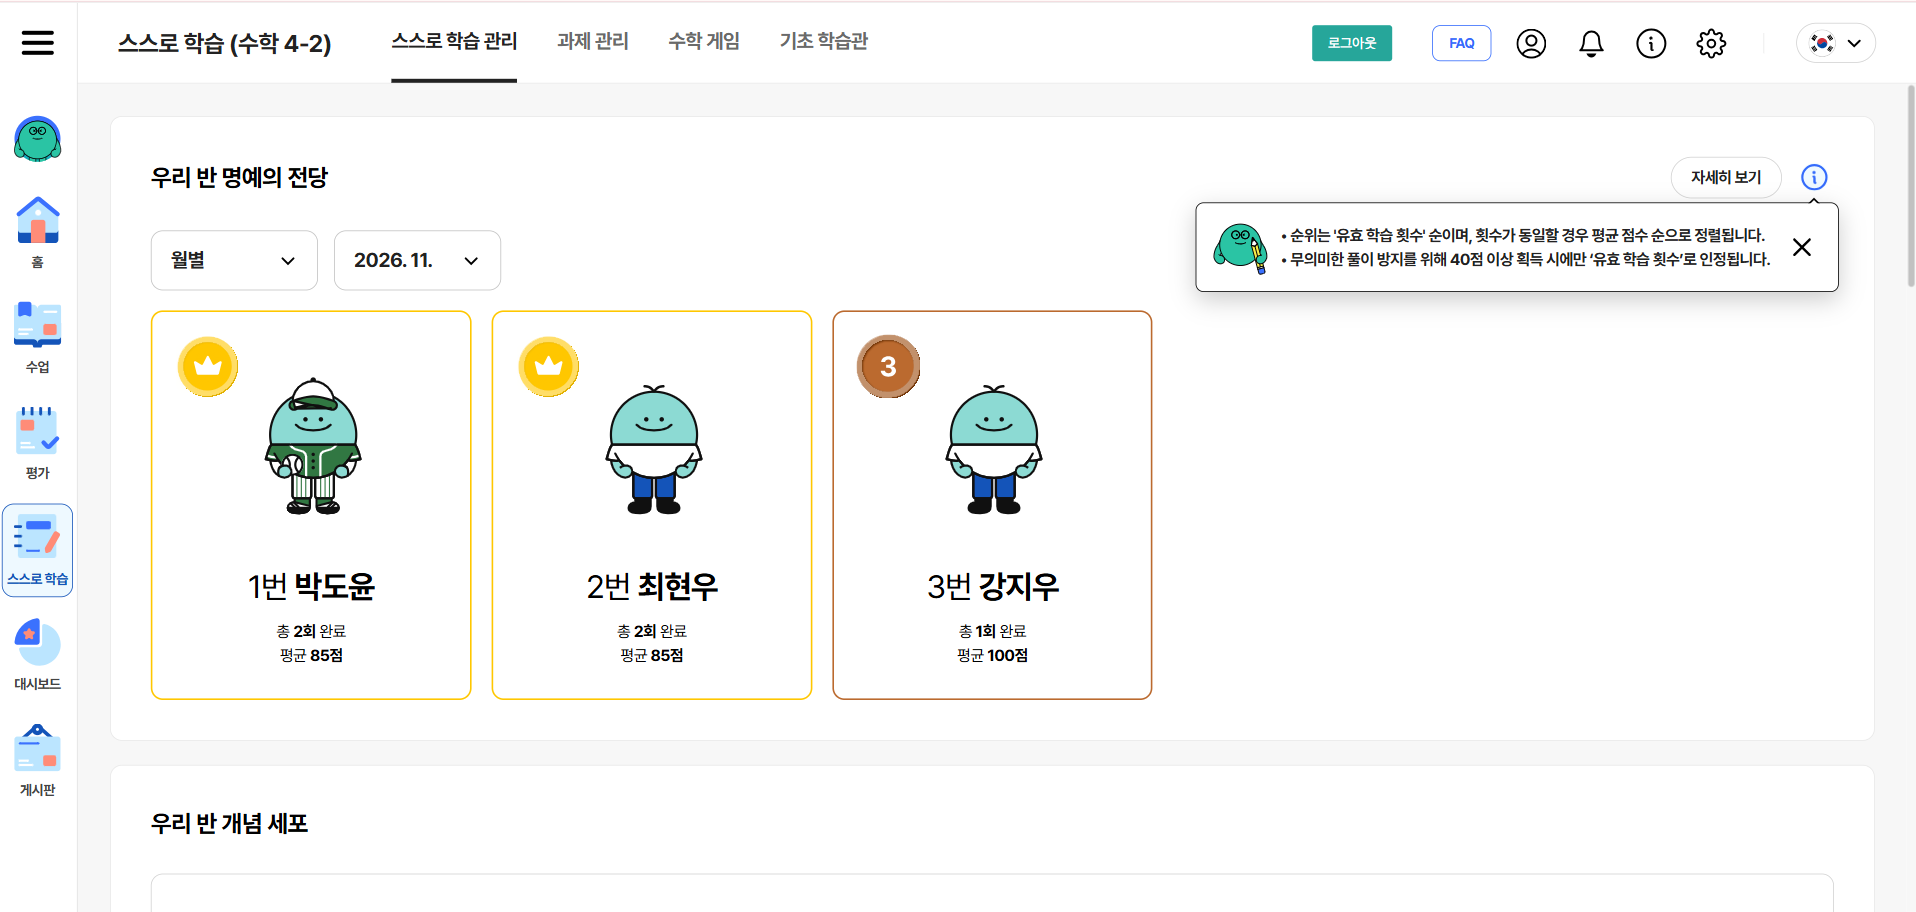 스스로 학습 (수학 4-2)
스스로 학습 관리
과제 관리
수학 게임
기초 학습관
로그아웃
FAQ
홈
수업
평가
스스로 학습
대시보드
게시판
우리 반 명예의 전당
자세히 보기
• 순위는 '유효 학습 횟수' 순이며, 횟수가 동일할 경우 평균 점수 순으로 정렬됩니다.
• 무의미한 풀이 방지를 위해 40점 이상 획득 시에만 ‘유효 학습 횟수’로 인정됩니다.
월별
2026. 11.
1번 박도윤
총 2회 완료
평균 85점
2번 최현우
총 2회 완료
평균 85점
3
3번 강지우
총 1회 완료
평균 100점
우리 반 개념 세포